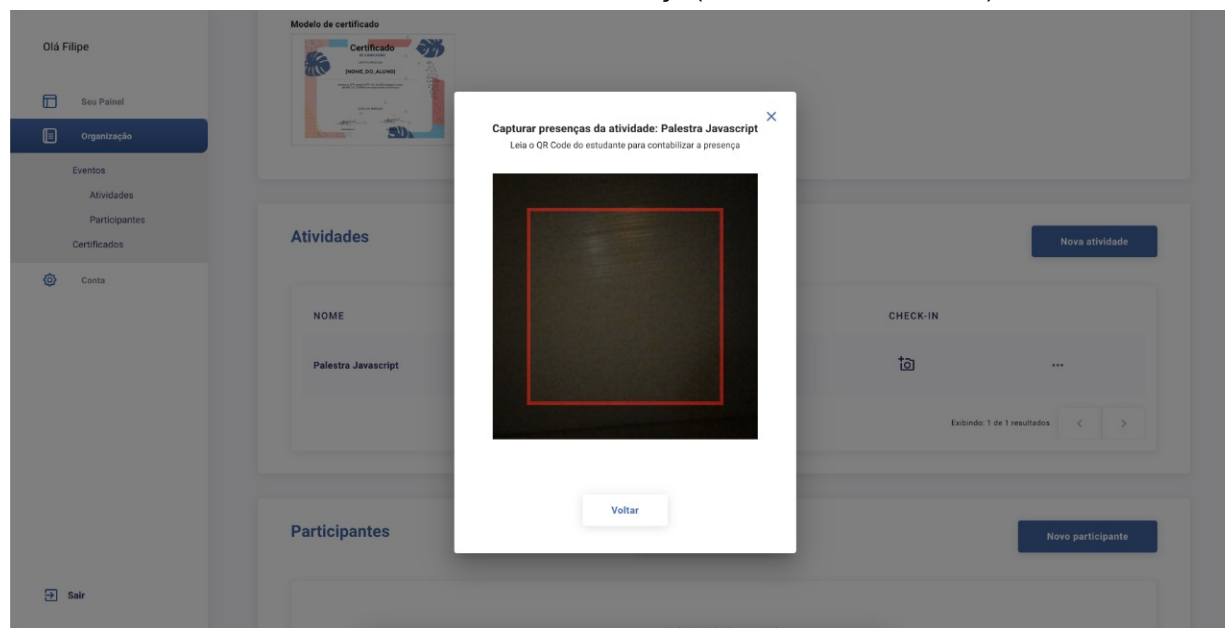 Olá Filipe
Seu Painel
Organização
Eventos
Atividades
Participantes
Certificados
Conta
Sair
Modelo de certificado
Certificado
[NOME_DO_ALUNO]
Capturar presenças da atividade: Palestra Javascript
Leia o QR Code do estudante para contabilizar a presença
Voltar
Atividades
Nova atividade
NOME
CHECK-IN
Palestra Javascript
...
Exibindo: 1 de 1 resultados
Participantes
Novo participante